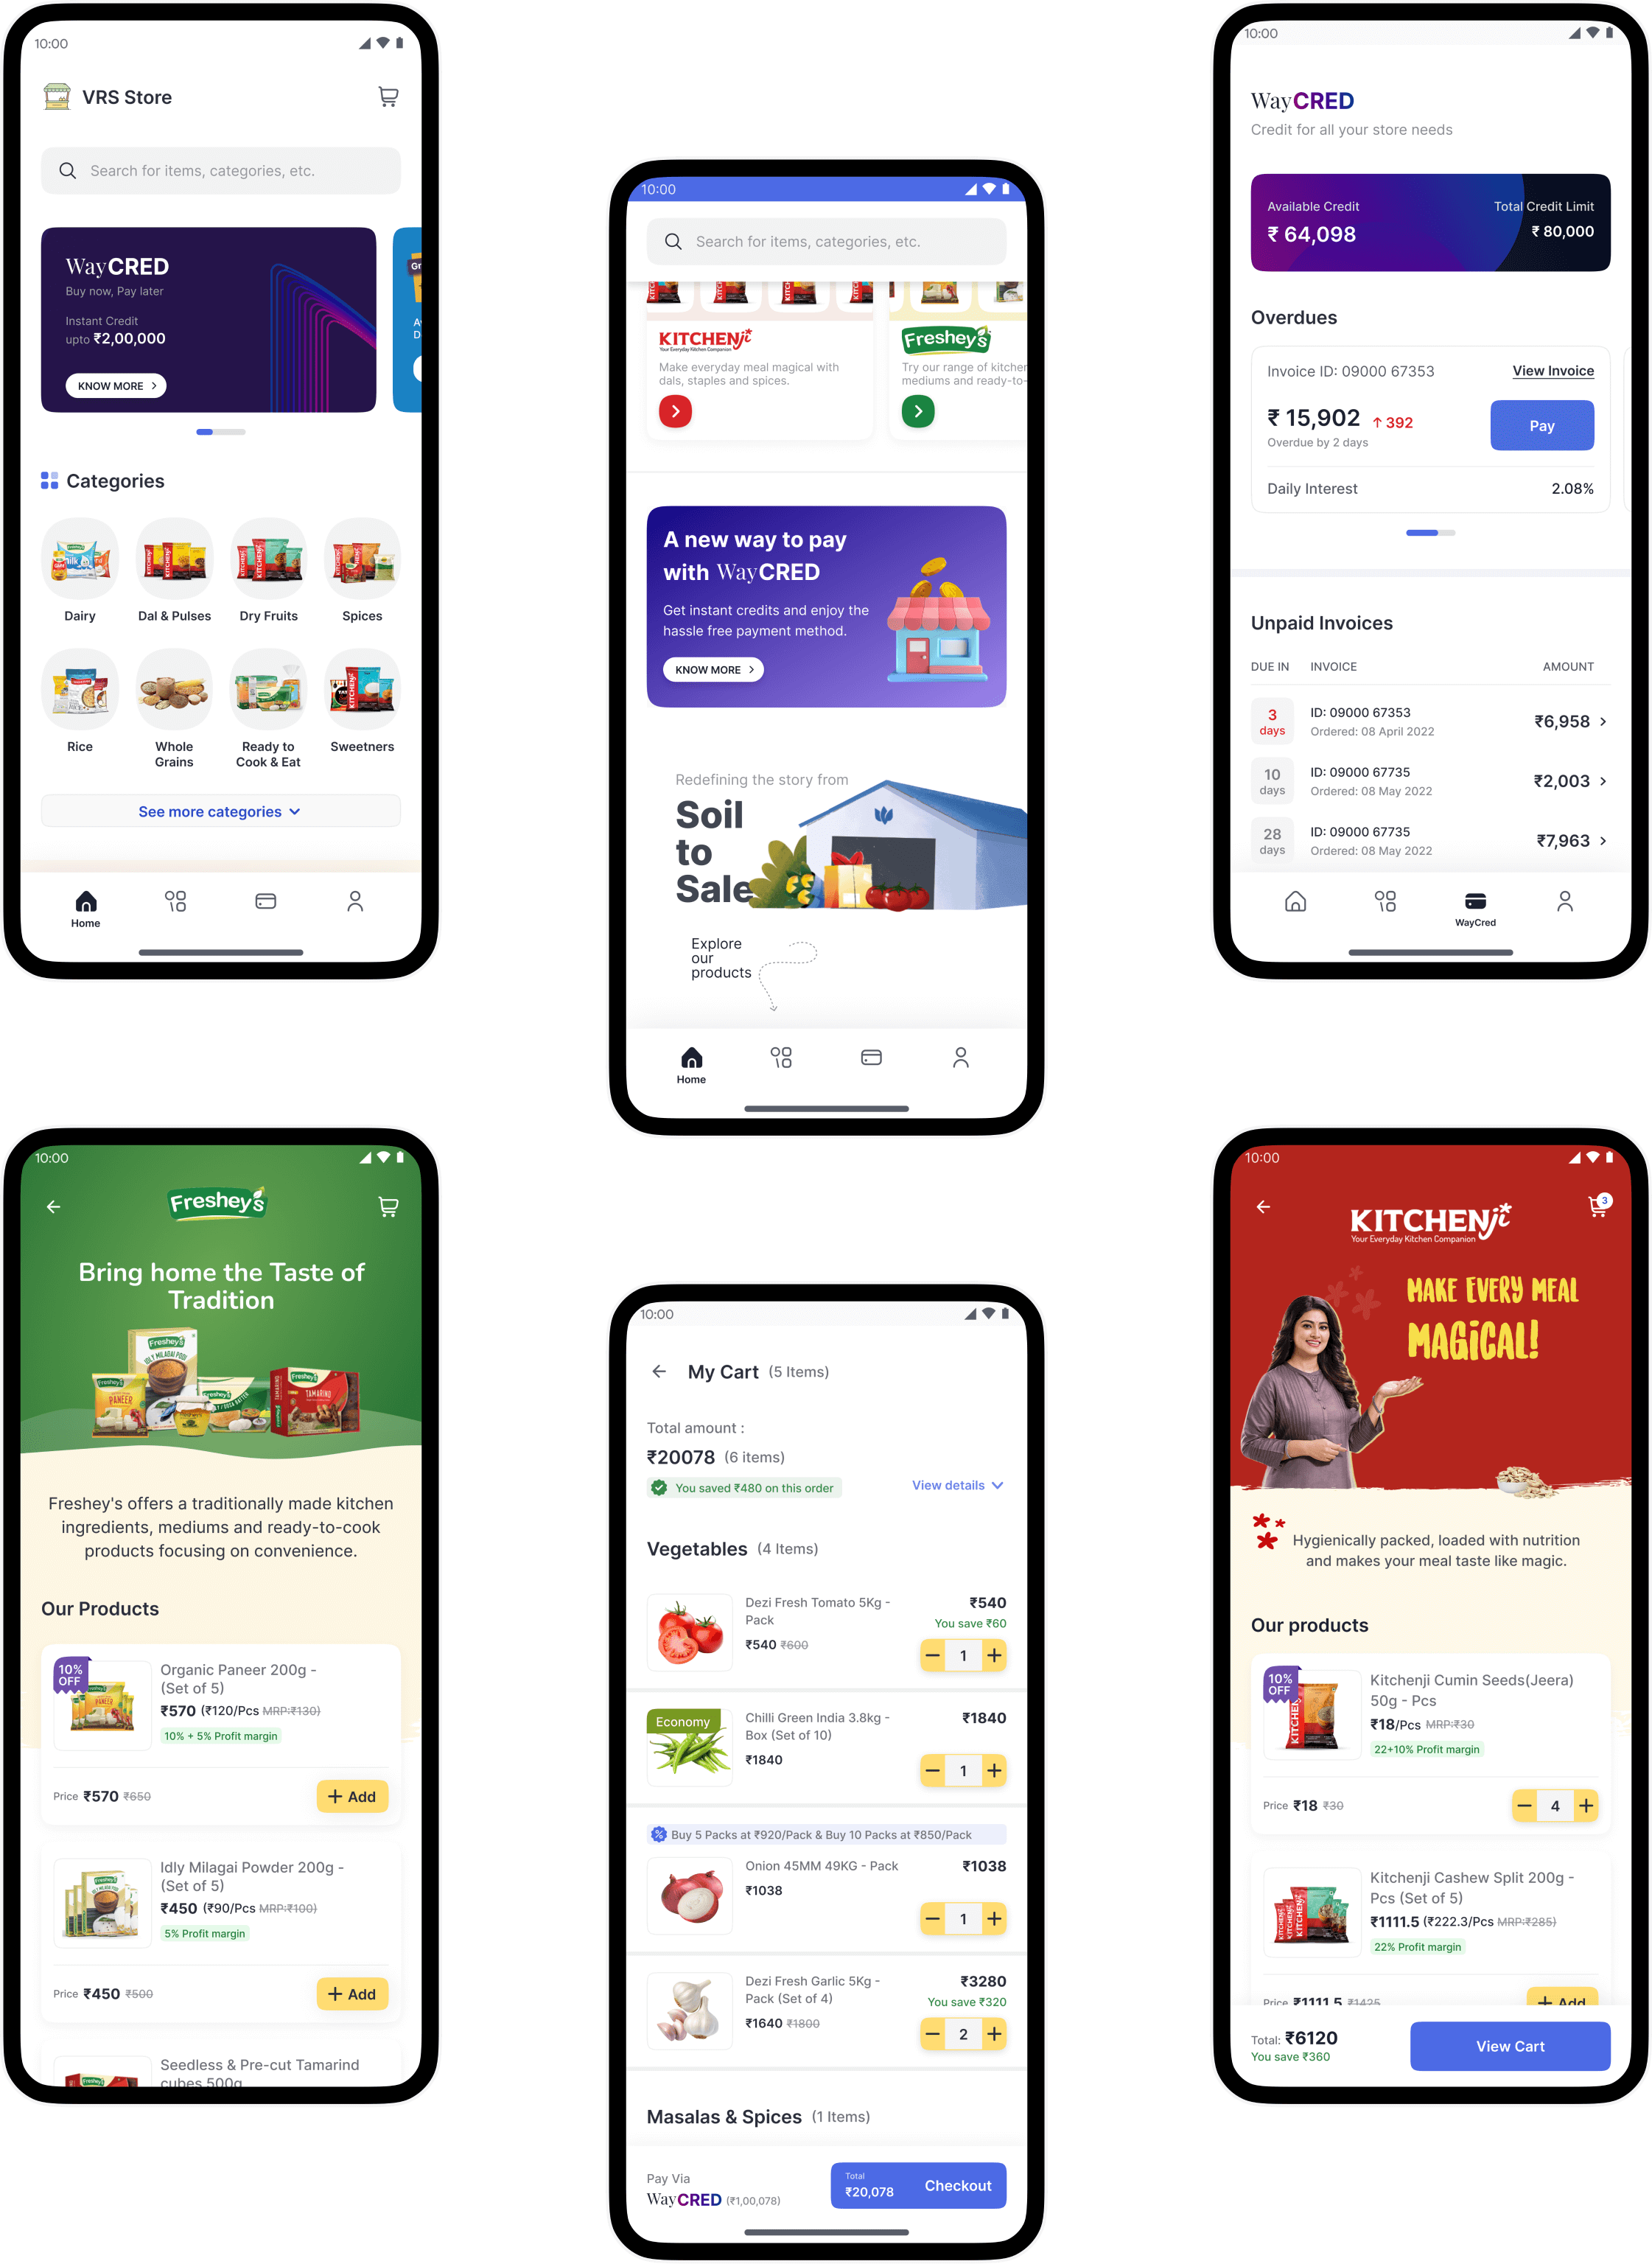 10:00
VRS Store
Search for items, categories, etc.
WayCRED
Buy now, Pay later
Instant Credit
upto ₹2,00,000
KNOW MORE
Categories
Dairy
Dal & Pulses
Dry Fruits
Spices
Rice
Whole
Grains
Ready to
Cook & Eat
Sweetners
See more categories
Home
10:00
Search for items, categories, etc.
KITCHENji
Your Everyday Kitchen Companion
Make everyday meal magical with
dals, staples and spices.
Freshey's
Try our range of kitchen
mediums and ready-to-
A new way to pay
with WayCRED
Get instant credits and enjoy the
hassle free payment method.
KNOW MORE
Redefining the story from
Soil
to
Sale
Explore
our
products
Home
10:00
WayCRED
Credit for all your store needs
Available Credit
₹ 64,098
Total Credit Limit
₹ 80,000
Overdues
Invoice ID: 09000 67353
View Invoice
₹ 15,902 ↑ 392
Overdue by 2 days
Pay
Daily Interest
2.08%
Unpaid Invoices
DUE IN INVOICE AMOUNT
3
days
ID: 09000 67353
Ordered: 08 April 2022
₹6,958
10
days
ID: 09000 67735
Ordered: 08 May 2022
₹2,003
28
days
ID: 09000 67735
Ordered: 08 May 2022
₹7,963
WayCred
10:00
Freshey's
Bring home the Taste of
Tradition
Freshey's
IDLY MILAGAI PODI
PANEER
TAMARIND
Freshey's offers a traditionally made kitchen
ingredients, mediums and ready-to-cook
products focusing on convenience.
Our Products
10%
OFF
Organic Paneer 200g -
(Set of 5)
₹570 (₹120/Pcs MRP:₹130)
10% + 5% Profit margin
Price ₹570 ₹650
+ Add
Idly Milagai Powder 200g -
(Set of 5)
₹450 (₹90/Pcs MRP:₹100)
5% Profit margin
Price ₹450 ₹500
+ Add
Seedless & Pre-cut Tamarind
cubes 500g
10:00
My Cart (5 Items)
Total amount :
₹20078 (6 items)
You saved ₹480 on this order
View details
Vegetables (4 Items)
Dezi Fresh Tomato 5Kg -
Pack
₹540 ₹600
₹540
You save ₹60
− 1 +
Economy
Chilli Green India 3.8kg -
Box (Set of 10)
₹1840
₹1840
− 1 +
Buy 5 Packs at ₹920/Pack & Buy 10 Packs at ₹850/Pack
Onion 45MM 49KG - Pack
₹1038
₹1038
− 1 +
Dezi Fresh Garlic 5Kg -
Pack (Set of 4)
₹1640 ₹1800
₹3280
You save ₹320
− 2 +
Masalas & Spices (1 Items)
Pay Via
WayCRED (₹1,00,078)
Total
₹20,078
Checkout
10:00
3
KITCHENji
Your Everyday Kitchen Companion
MAKE EVERY MEAL
MAGICAL!
Hygienically packed, loaded with nutrition
and makes your meal taste like magic.
Our products
10%
OFF
Kitchenji Cumin Seeds(Jeera)
50g - Pcs
₹18/Pcs MRP:₹30
22+10% Profit margin
Price ₹18 ₹30
− 4 +
Kitchenji Cashew Split 200g -
Pcs (Set of 5)
₹1111.5 (₹222.3/Pcs MRP:₹285)
22% Profit margin
Price ₹1111.5 ₹1425
+ Add
Total: ₹6120
You save ₹360
View Cart